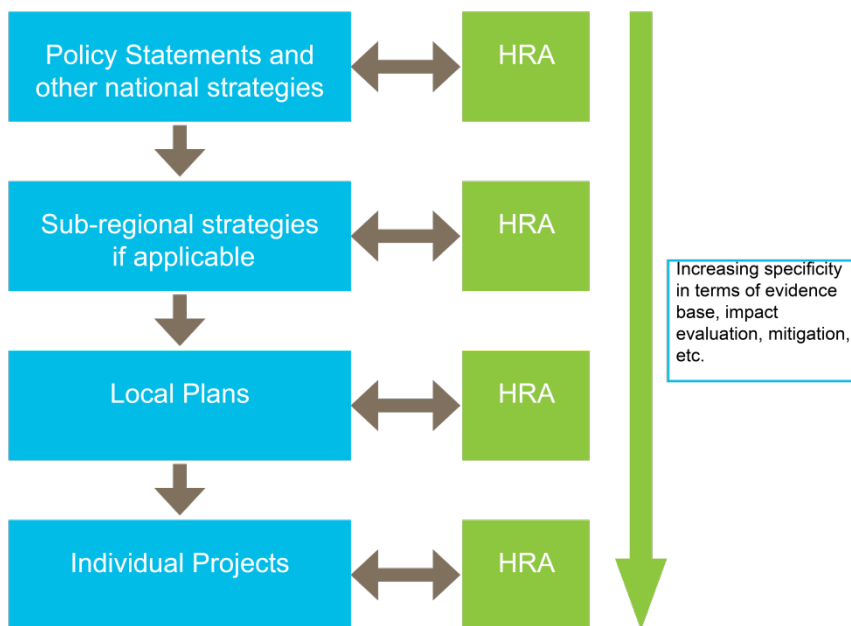 Policy Statements and
other national strategies
HRA
Sub-regional strategies
if applicable
HRA
Increasing specificity
in terms of evidence
base, impact
evaluation, mitigation,
etc.
Local Plans
HRA
Individual Projects
HRA